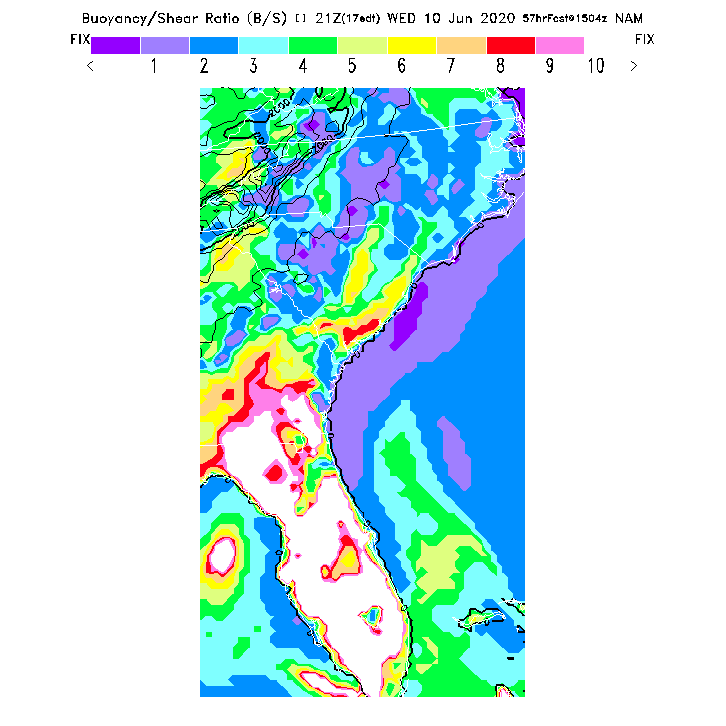 Buoyancy/Shear Ratio (B/S) [] 21Z(17edt) WED 10 Jun 2020 57hrFcst@1504z NAM
FIX FIX
< 1 2 3 4 5 6 7 8 9 10 >
2000